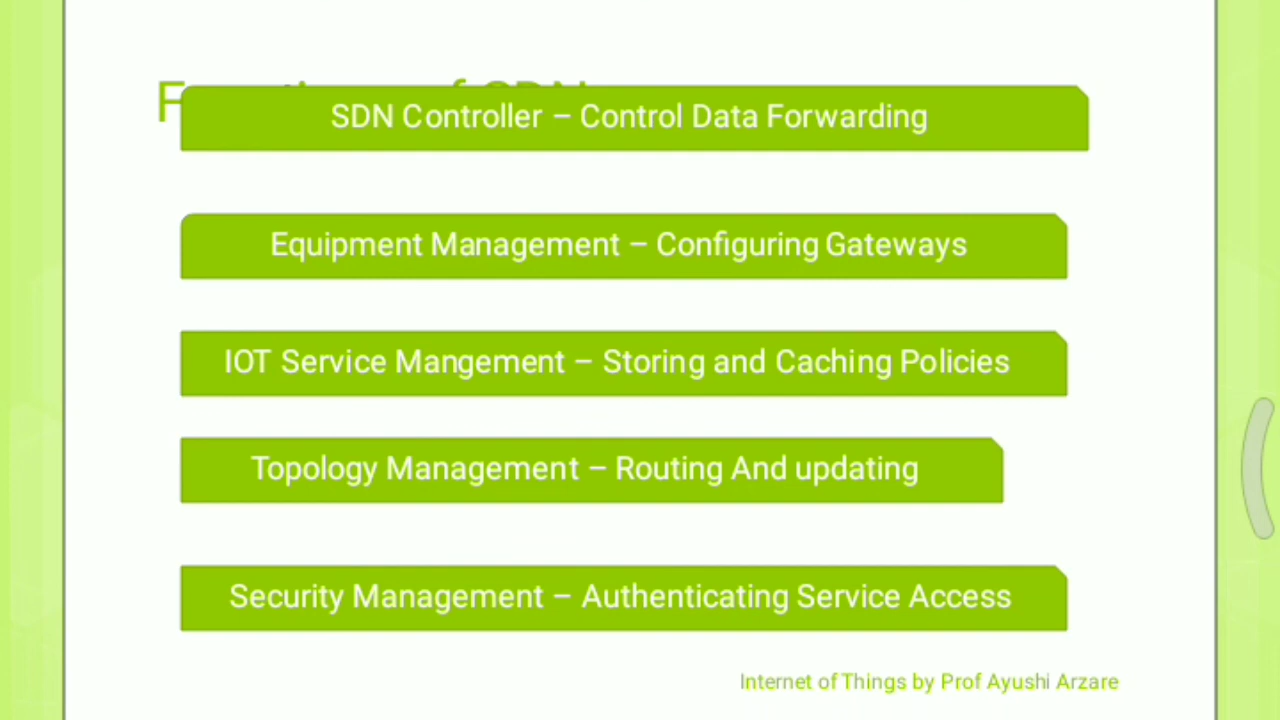 SDN Controller – Control Data Forwarding
Equipment Management – Configuring Gateways
IOT Service Mangement – Storing and Caching Policies
Topology Management – Routing And updating
Security Management – Authenticating Service Access
Internet of Things by Prof Ayushi Arzare